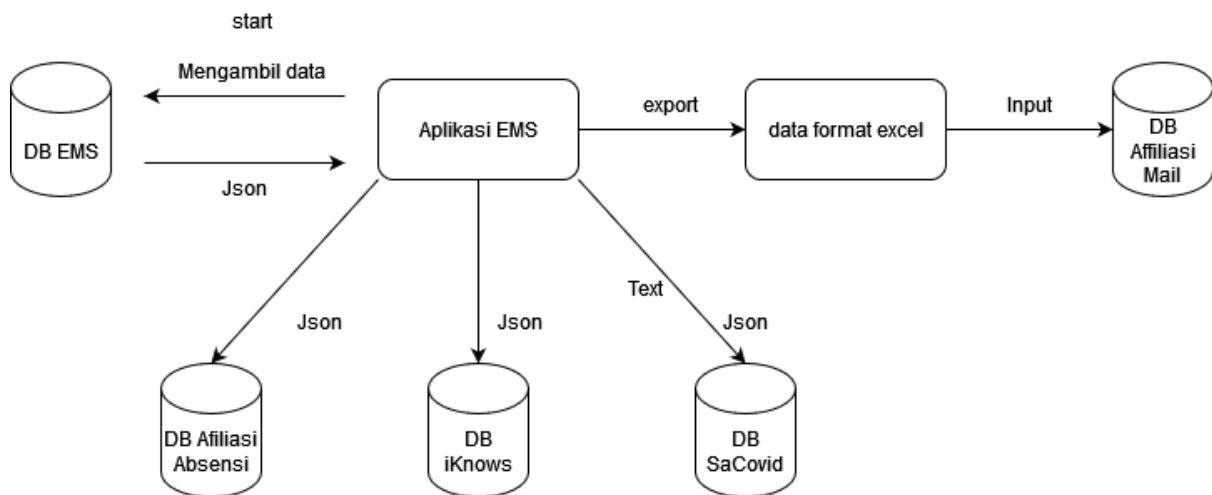 start
Mengambil data
DB EMS
Json
Aplikasi EMS
export
data format excel
Input
DB
Affiliasi
Mail
Json
Json
Text
Json
DB Afiliasi
Absensi
DB
iKnows
DB
SaCovid